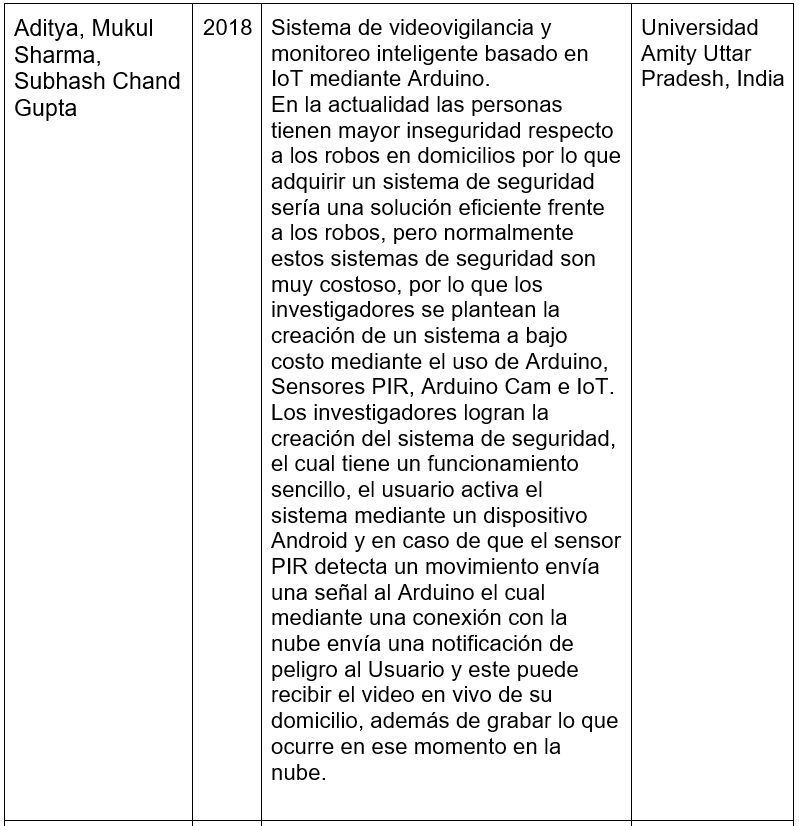 Aditya, Mukul
Sharma,
Subhash Chand
Gupta
2018
Sistema de videovigilancia y
monitoreo inteligente basado en
IoT mediante Arduino.
En la actualidad las personas
tienen mayor inseguridad respecto
a los robos en domicilios por lo que
adquirir un sistema de seguridad
sería una solución eficiente frente
a los robos, pero normalmente
estos sistemas de seguridad son
muy costoso, por lo que los
investigadores se plantean la
creación de un sistema a bajo
costo mediante el uso de Arduino,
Sensores PIR, Arduino Cam e IoT.
Los investigadores logran la
creación del sistema de seguridad,
el cual tiene un funcionamiento
sencillo, el usuario activa el
sistema mediante un dispositivo
Android y en caso de que el sensor
PIR detecta un movimiento envía
una señal al Arduino el cual
mediante una conexión con la
nube envía una notificación de
peligro al Usuario y este puede
recibir el video en vivo de su
domicilio, además de grabar lo que
ocurre en ese momento en la
nube.
Universidad
Amity Uttar
Pradesh, India